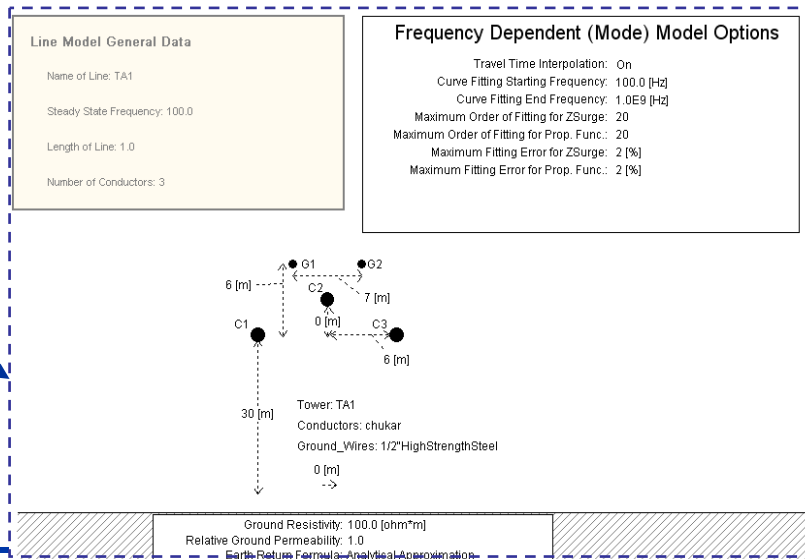 Line Model General Data
Name of Line: TA1
Steady State Frequency: 100.0
Length of Line: 1.0
Number of Conductors: 3
Frequency Dependent (Mode) Model Options
Travel Time Interpolation: On
Curve Fitting Starting Frequency: 100.0 [Hz]
Curve Fitting End Frequency: 1.0E9 [Hz]
Maximum Order of Fitting for ZSurge: 20
Maximum Order of Fitting for Prop. Func.: 20
Maximum Fitting Error for ZSurge: 2 [%]
Maximum Fitting Error for Prop. Func.: 2 [%]
G1
G2
6 [m]
C2
7 [m]
C1
0 [m]
C3
6 [m]
30 [m]
Tower: TA1
Conductors: chukar
Ground_Wires: 1/2"HighStrengthSteel
0 [m]
Ground Resistivity: 100.0 [ohm*m]
Relative Ground Permeability: 1.0
Earth Return Formula: Analytical Approximation